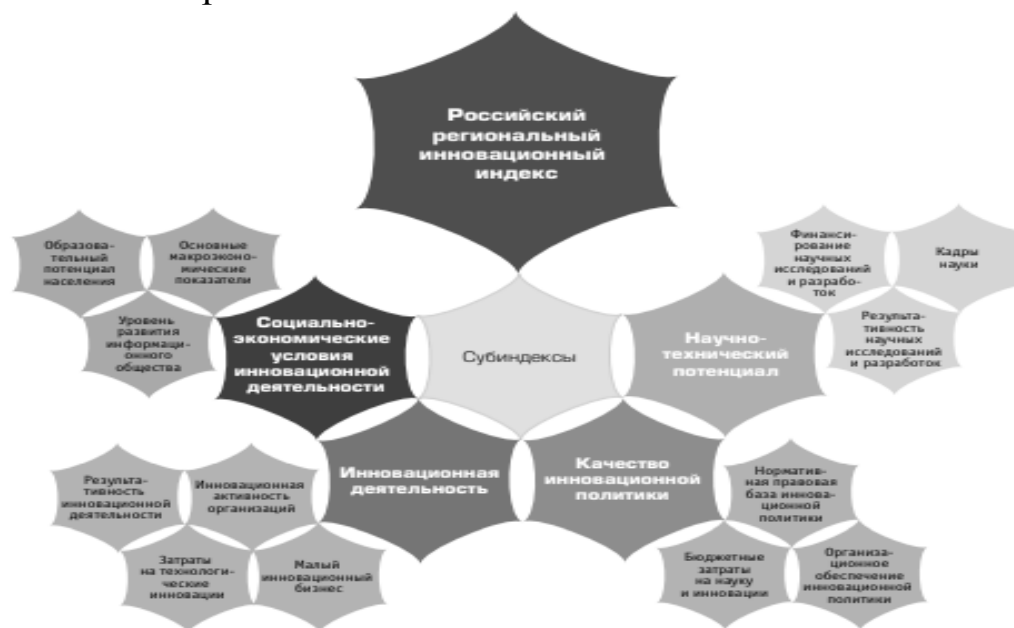 Российский
региональный
инновационный
индекс
Образова-
тельный
потенциал
населения
Основные
макроэконо-
мические
показатели
Уровень
развития
информаци-
онного
общества
Социально-
экономические
условия
инновационной
деятельности
Субиндексы
Научно-
технический
потенциал
Финанси-
рование
научных
исследований
и разрабо-
ток
Кадры
науки
Результа-
тивность
научных
исследований
и разработок
Инновационная
деятельность
Качество
инновационной
политики
Результа-
тивность
инновационной
деятельности
Инновационная
активность
организаций
Затраты
на технологи-
ческие
инновации
Малый
инновационный
бизнес
Норматив-
ная правовая
база иннова-
ционной
политики
Бюджетные
затраты
на науку
и инновации
Организа-
ционное
обеспечение
инновационной
политики